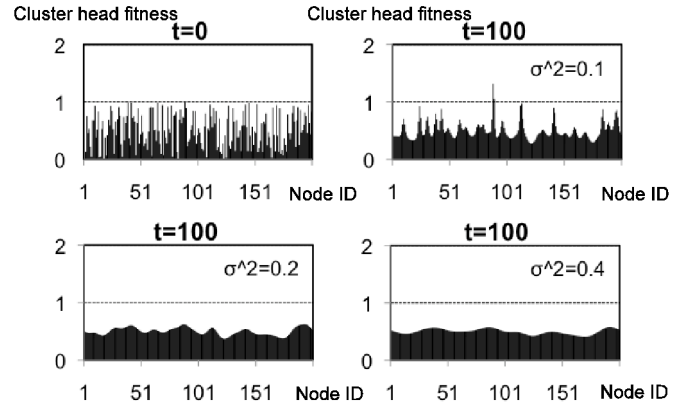 Cluster head fitness
t=0
2
1
0
1 51 101 151 Node ID
Cluster head fitness
t=100
2
σ^2=0.1
1
0
1 51 101 151 Node ID
t=100
2
σ^2=0.2
1
0
1 51 101 151 Node ID
t=100
2
σ^2=0.4
1
0
1 51 101 151 Node ID